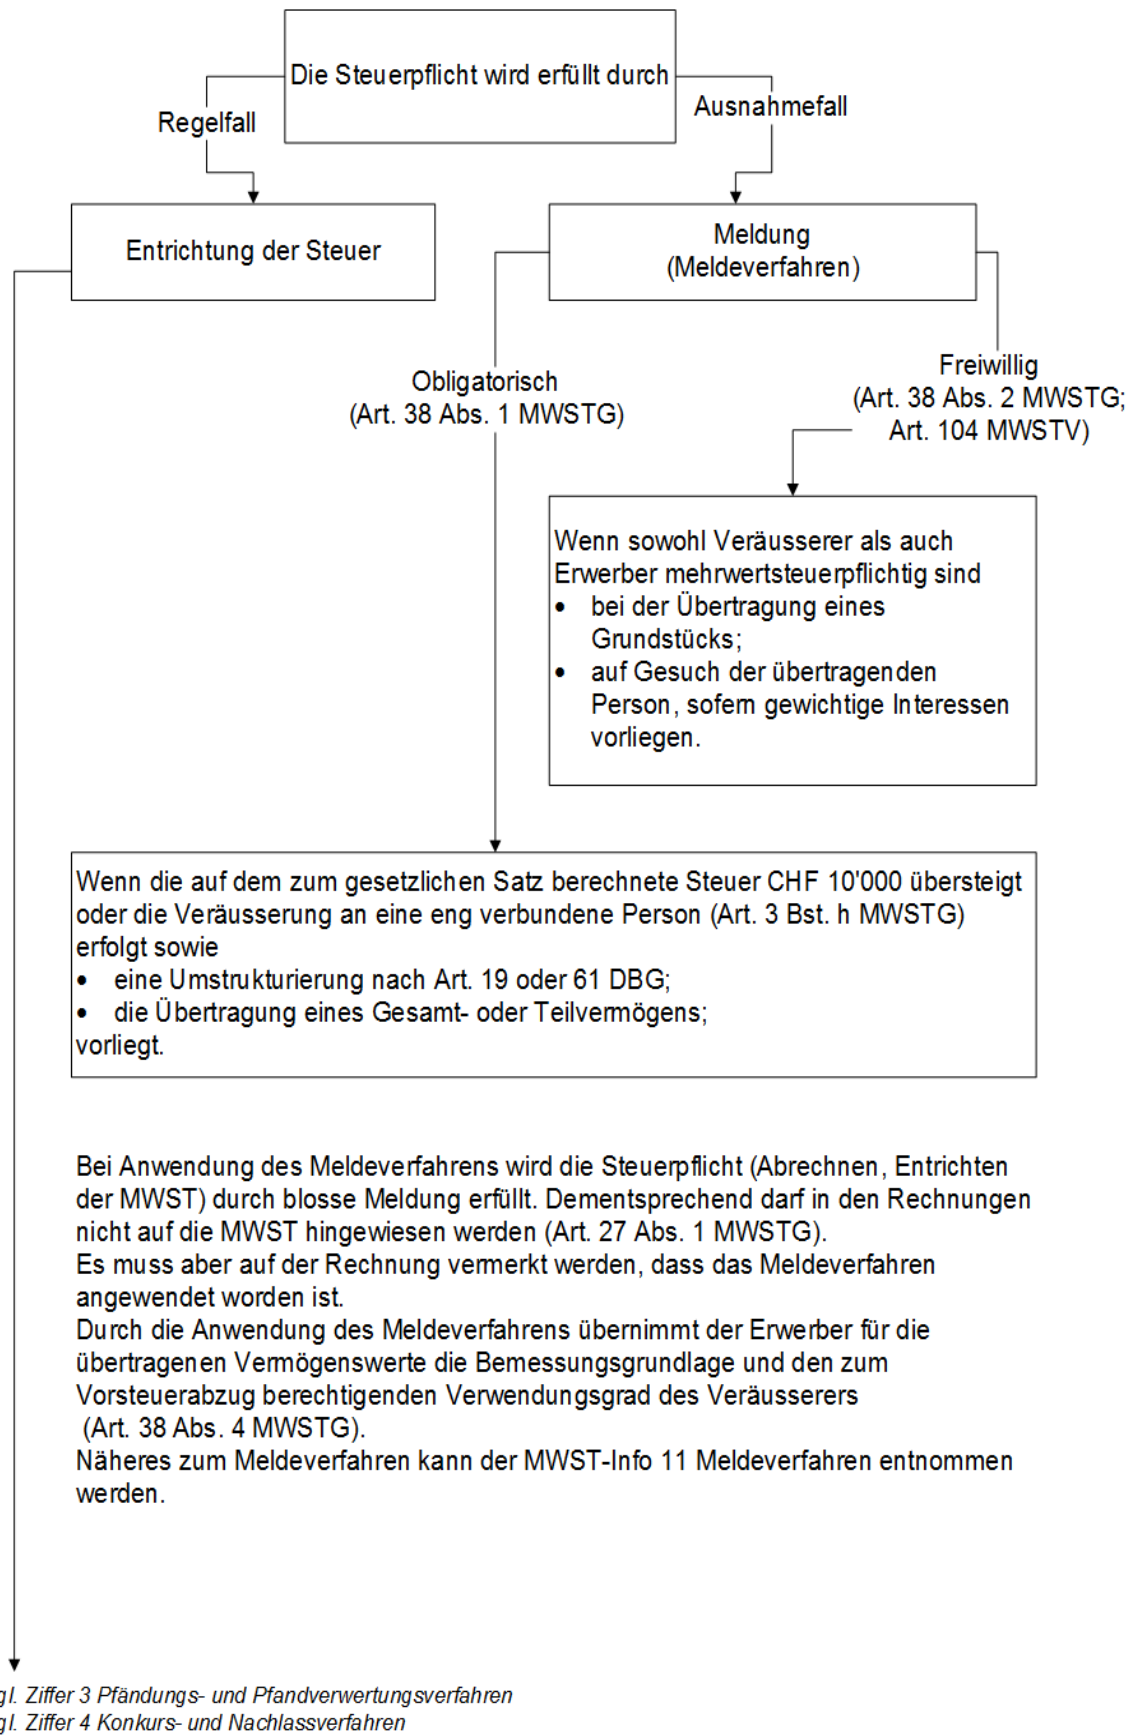 Die Steuerpflicht wird erfüllt durch
Regelfall
Ausnahmefall
Entrichtung der Steuer
Meldung
(Meldeverfahren)
Obligatorisch
(Art. 38 Abs. 1 MWSTG)
Freiwillig
(Art. 38 Abs. 2 MWSTG;
Art. 104 MWSTV)
Wenn sowohl Veräusserer als auch
Erwerber mehrwertsteuerpflichtig sind
• bei der Übertragung eines
Grundstücks;
• auf Gesuch der übertragenden
Person, sofern gewichtige Interessen
vorliegen.
Wenn die auf dem zum gesetzlichen Satz berechnete Steuer CHF 10'000 übersteigt
oder die Veräusserung an eine eng verbundene Person (Art. 3 Bst. h MWSTG)
erfolgt sowie
• eine Umstrukturierung nach Art. 19 oder 61 DBG;
• die Übertragung eines Gesamt- oder Teilvermögens;
vorliegt.
Bei Anwendung des Meldeverfahrens wird die Steuerpflicht (Abrechnen, Entrichten
der MWST) durch blosse Meldung erfüllt. Dementsprechend darf in den Rechnungen
nicht auf die MWST hingewiesen werden (Art. 27 Abs. 1 MWSTG).
Es muss aber auf der Rechnung vermerkt werden, dass das Meldeverfahren
angewendet worden ist.
Durch die Anwendung des Meldeverfahrens übernimmt der Erwerber für die
übertragenen Vermögenswerte die Bemessungsgrundlage und den zum
Vorsteuerabzug berechtigenden Verwendungsgrad des Veräusserers
(Art. 38 Abs. 4 MWSTG).
Näheres zum Meldeverfahren kann der MWST-Info 11 Meldeverfahren entnommen
werden.
gl. Ziffer 3 Pfändungs- und Pfandverwertungsverfahren
gl. Ziffer 4 Konkurs- und Nachlassverfahren